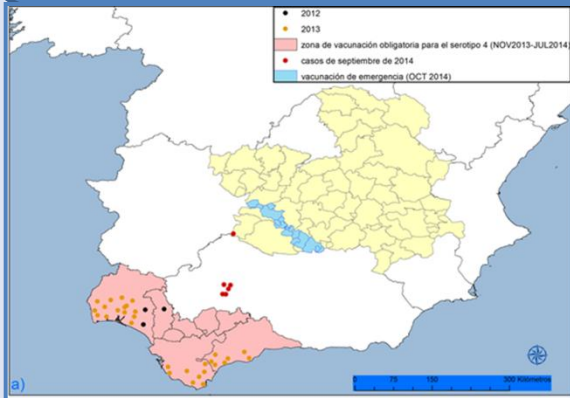 2012
2013
zona de vacunación obligatoria para el serotipo 4 (NOV2013-JUL2014)
casos de septiembre de 2014
vacunación de emergencia (OCT 2014)
a)
0 75 150 300 Kilómetros